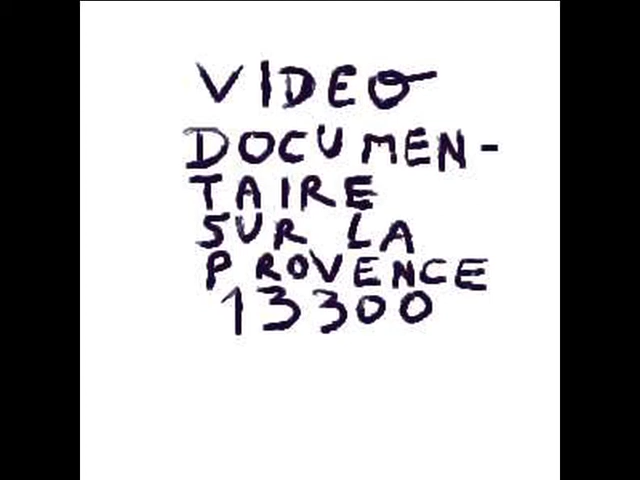 VIDEO
DOCUMEN-
TAIRE
SUR LA
PROVENCE
13300